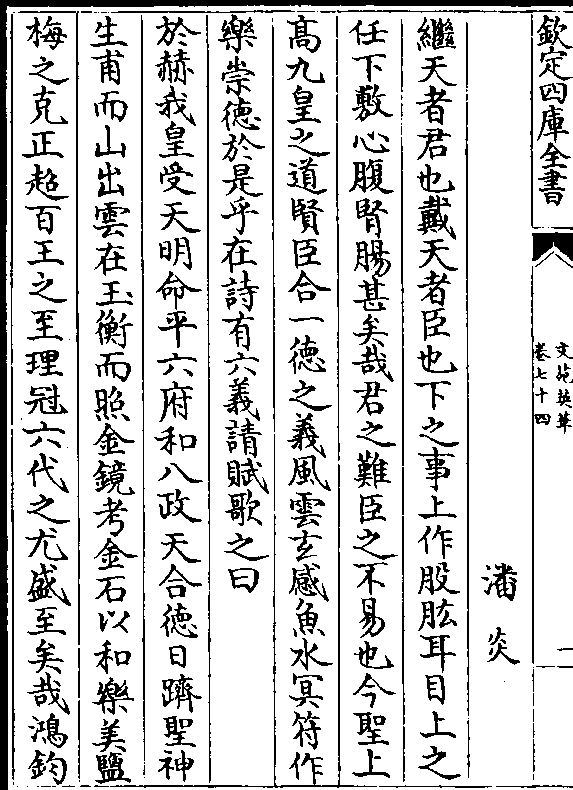 欽定四庫全書
文苑英華
卷七十四
一
潘炎
繼天者君也戴天者臣也下之事上作股肱耳目上之
任下敷心腹腎腸甚矣哉君之難臣之不易也今聖上
髙九皇之道賢臣合一徳之義風雲玄感魚水冥符作
樂崇徳於是乎在詩有六義請賦歌之曰
於赫我皇受天明命平六府和八政天合徳日躋聖神
生甫而山出雲在玉衡而照金鏡考金石以和樂美鹽
梅之克正超百王之至理冠六代之尤盛至矣哉鴻鈞